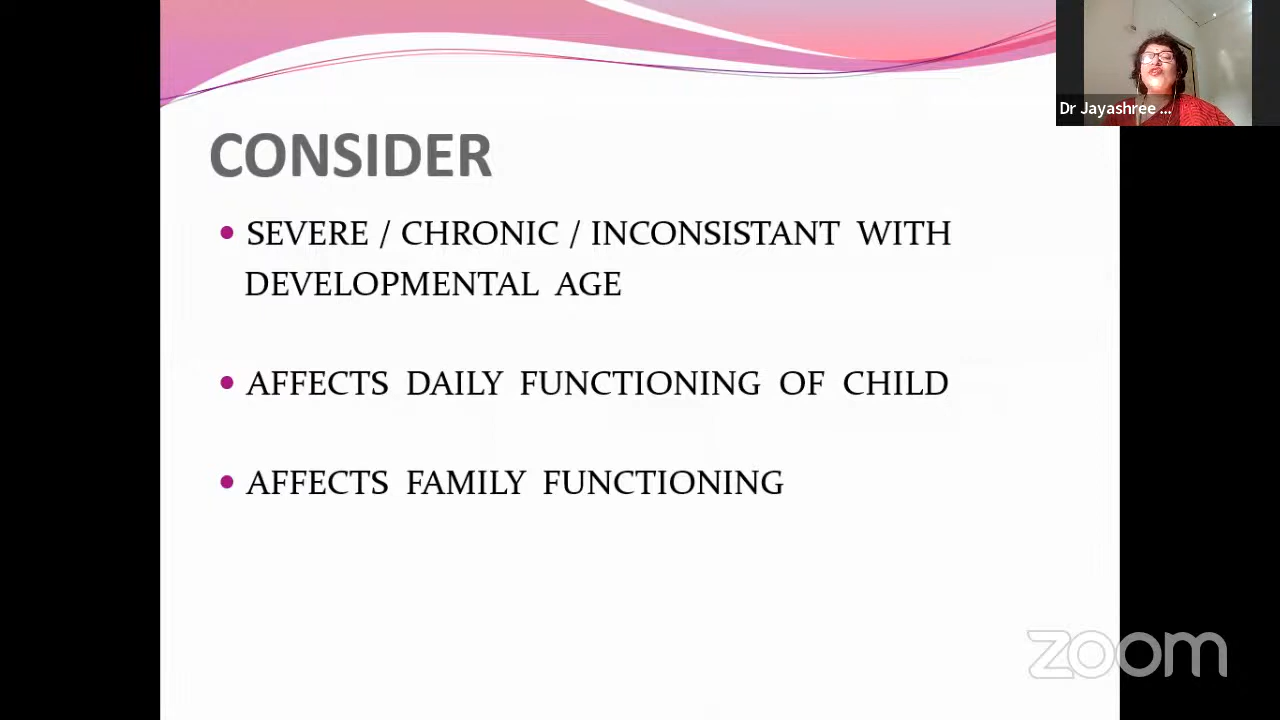 Dr Jayashree ...
CONSIDER
• SEVERE / CHRONIC / INCONSISTANT WITH
DEVELOPMENTAL AGE
• AFFECTS DAILY FUNCTIONING OF CHILD
• AFFECTS FAMILY FUNCTIONING
zoom